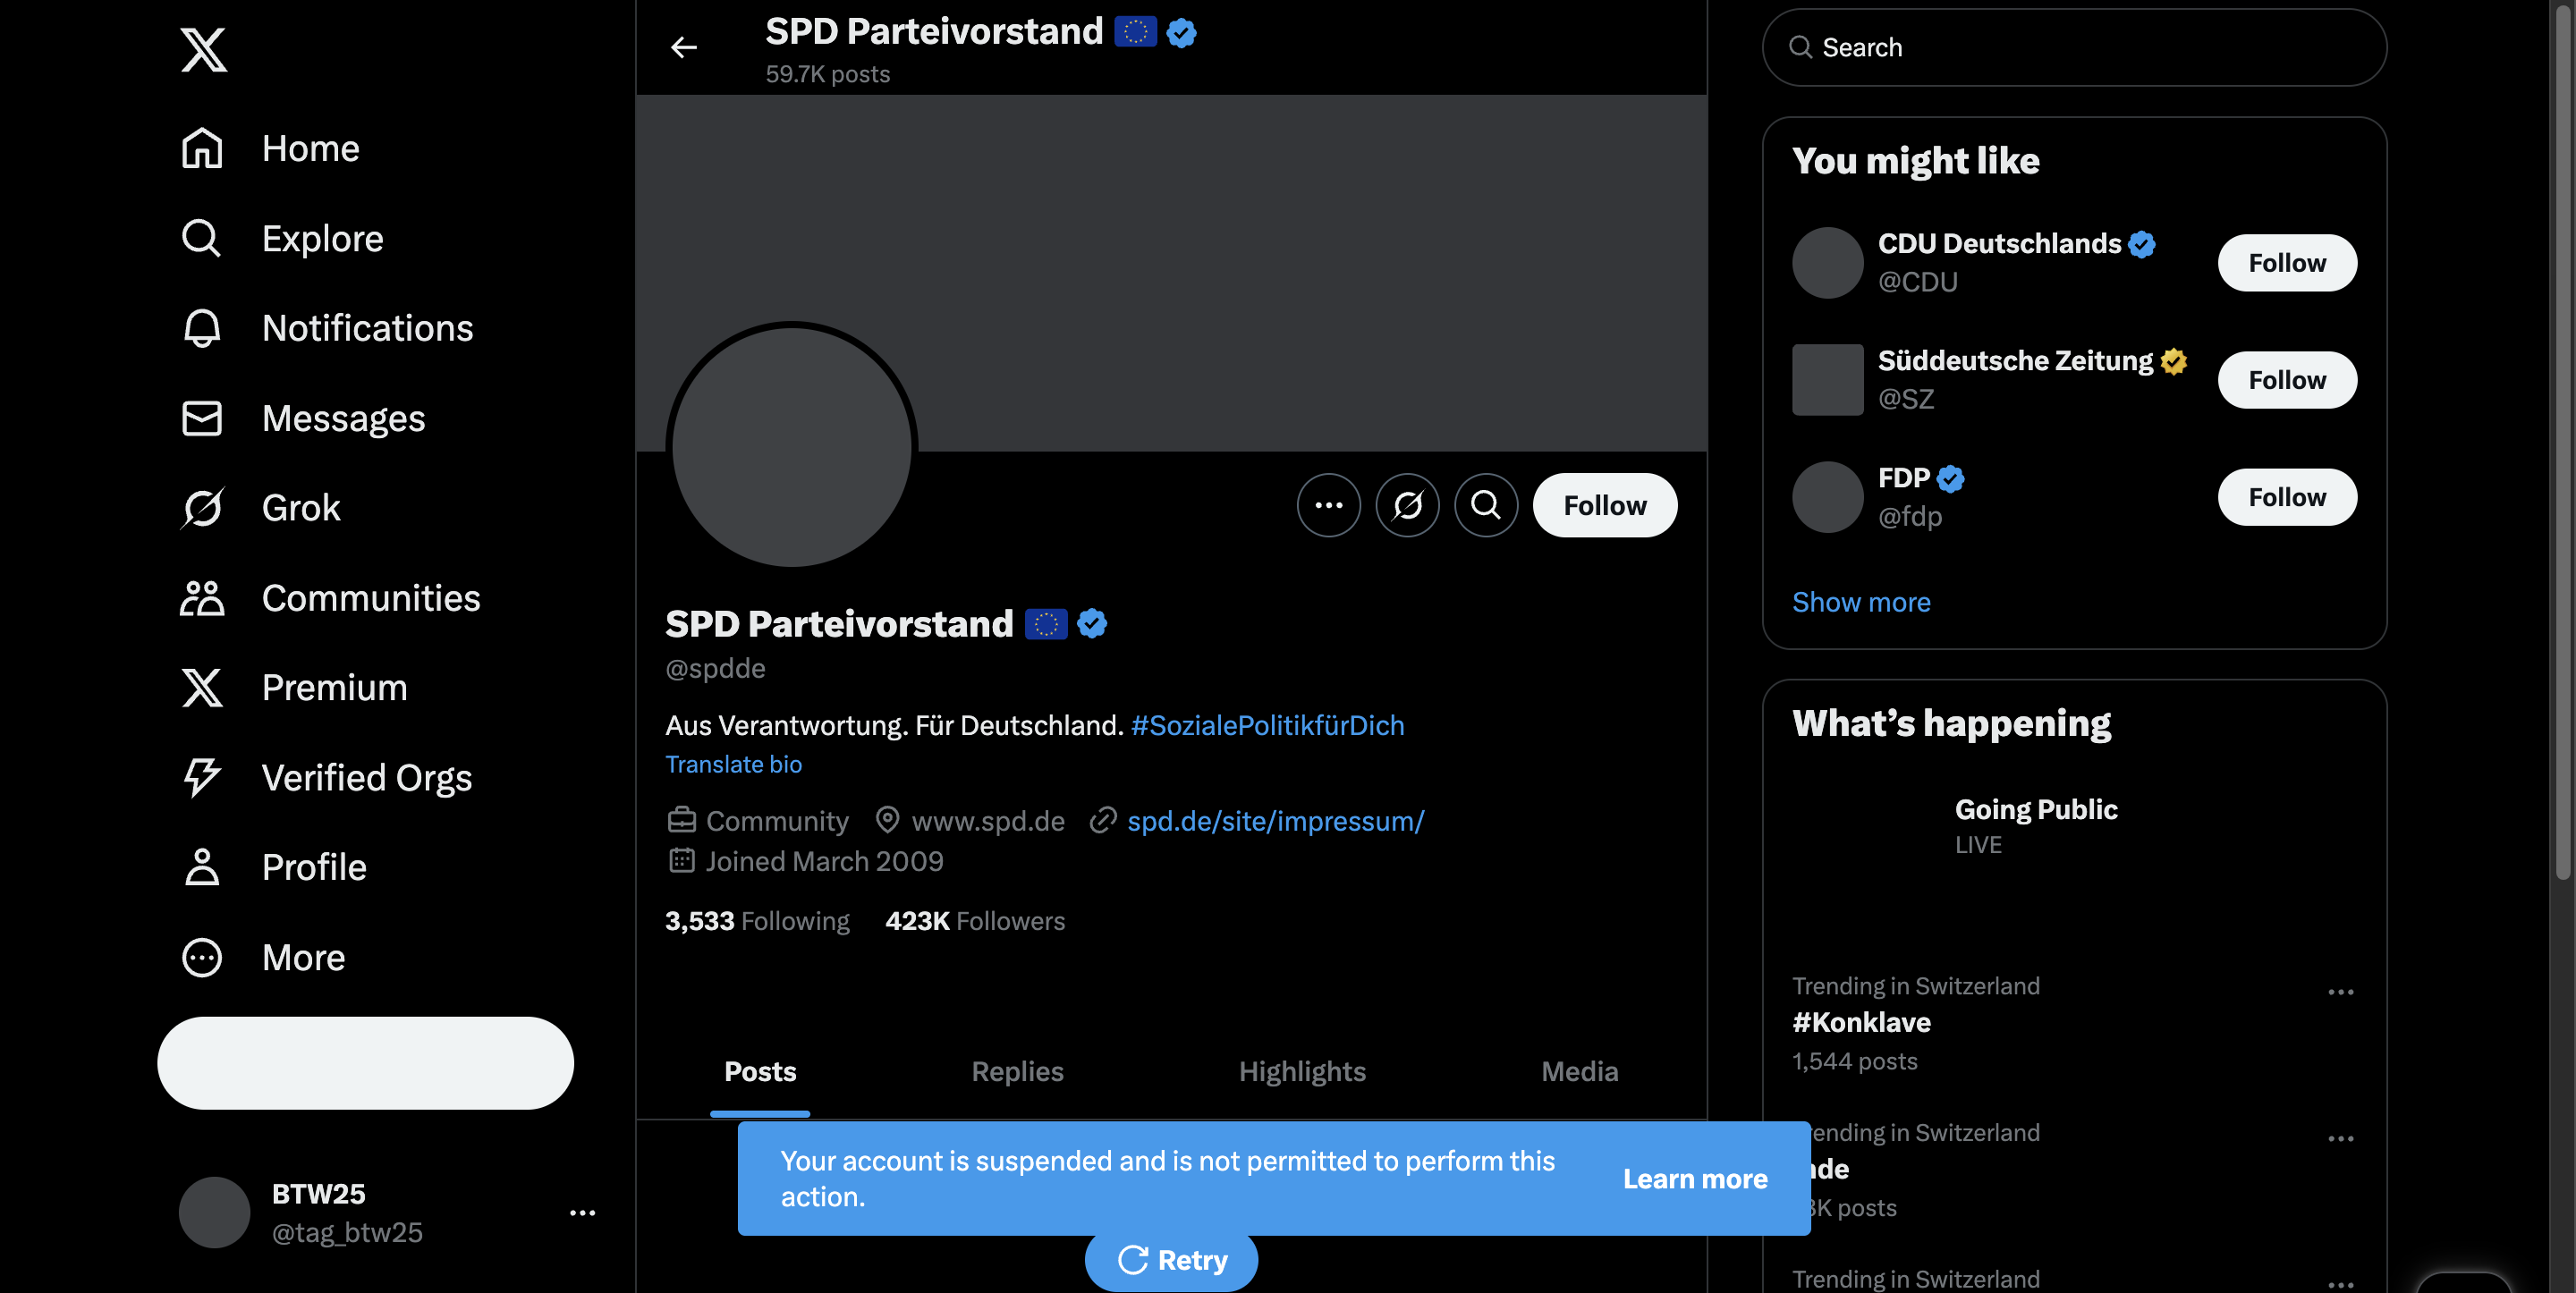 Home
Explore
Notifications
Messages
Grok
Communities
Premium
Verified Orgs
Profile
More
BTW25
@tag_btw25
SPD Parteivorstand
59.7K posts
Follow
SPD Parteivorstand
@spdde
Aus Verantwortung. Für Deutschland. #SozialePolitikfürDich
Translate bio
Community www.spd.de spd.de/site/impressum/
Joined March 2009
3,533 Following 423K Followers
Posts Replies Highlights Media
Your account is suspended and is not permitted to perform this
action.
Learn more
Retry
Search
You might like
CDU Deutschlands
@CDU
Follow
Süddeutsche Zeitung
@SZ
Follow
FDP
@fdp
Follow
Show more
What's happening
Going Public
LIVE
Trending in Switzerland
#Konklave
1,544 posts
in Switzerland
posts
Trending in Switzerland